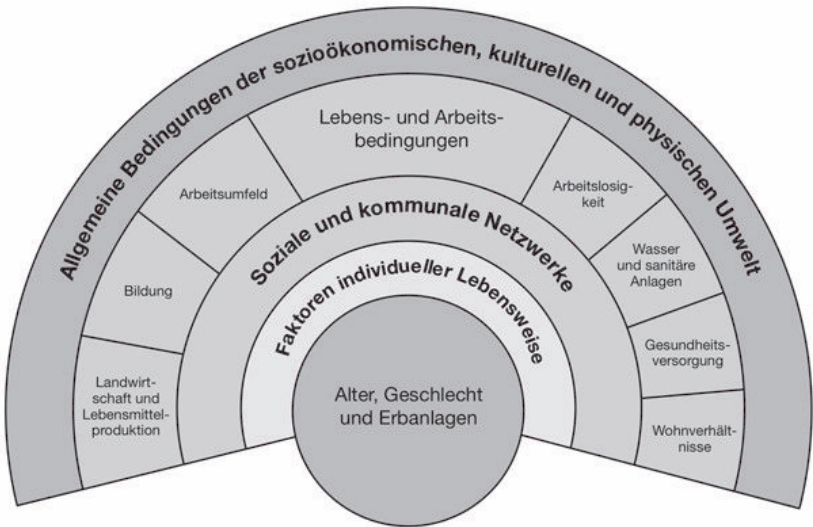 Allgemeine Bedingungen der sozioökonomischen, kulturellen und physischen Umwelt
Lebens- und Arbeits-
bedingungen
Arbeitsumfeld
Arbeitslosig-
keit
Bildung
Wasser
und sanitäre
Anlagen
Landwirt-
schaft und
Lebensmittel-
produktion
Gesundheits-
versorgung
Wohnverhält-
nisse
Soziale und kommunale Netzwerke
Faktoren individueller Lebensweise
Alter, Geschlecht
und Erbanlagen